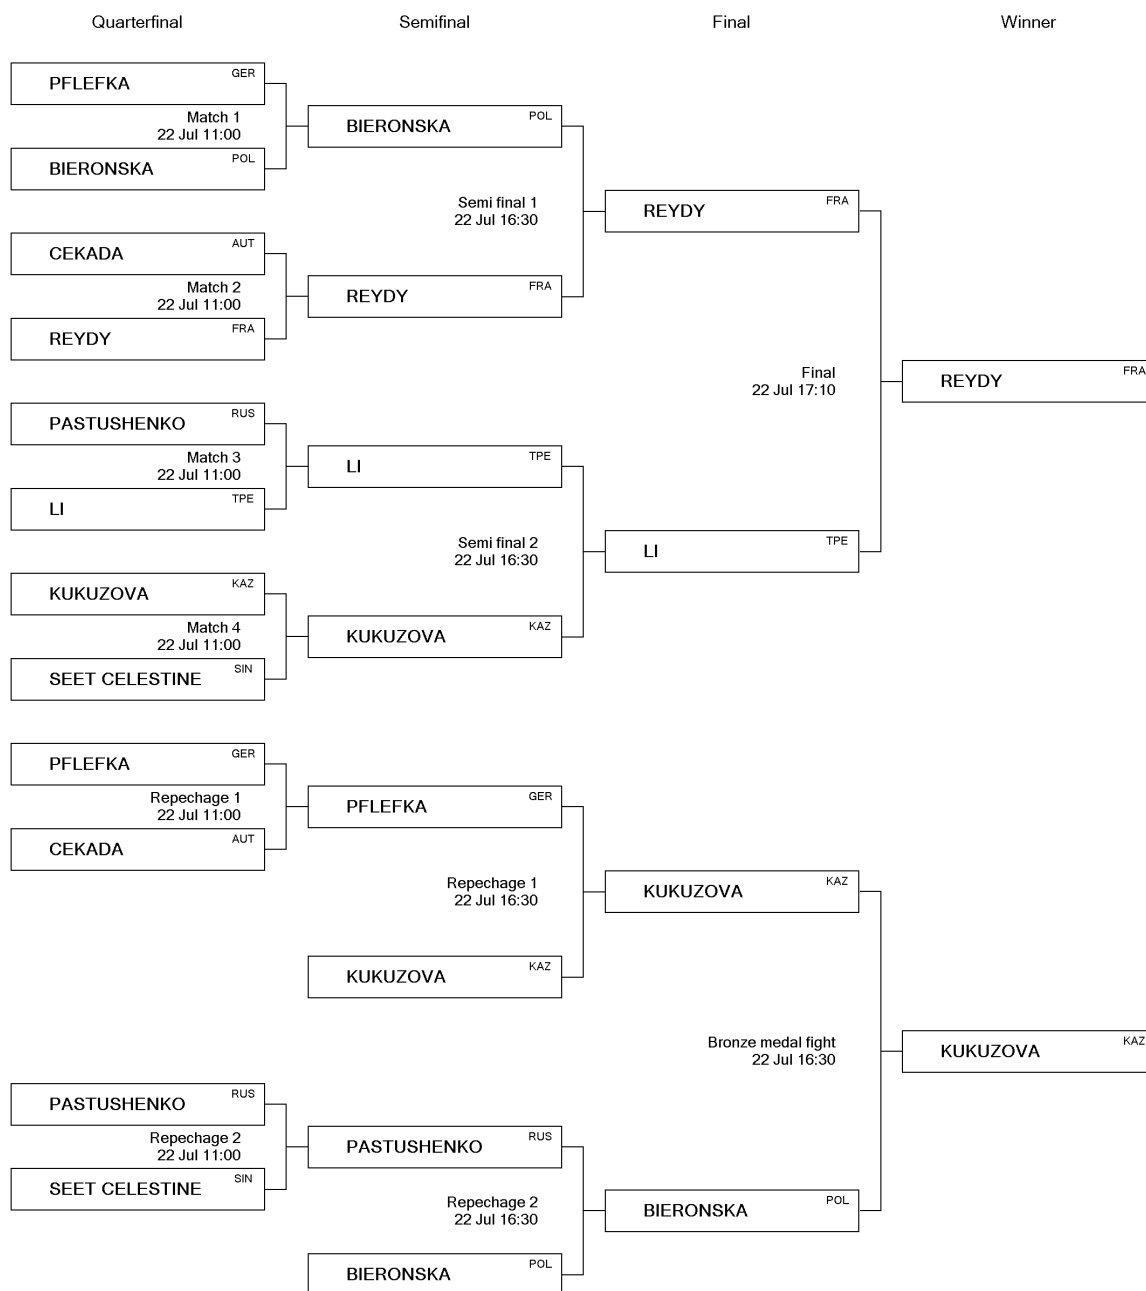 Quarterfinal Semifinal Final Winner
PFLEFKA GER
Match 1
22 Jul 11:00
BIERONSKA POL
BIERONSKA POL
Semi final 1
22 Jul 16:30
REYDY FRA
CEKADA AUT
Match 2
22 Jul 11:00
REYDY FRA
REYDY FRA
Final
22 Jul 17:10
REYDY FRA
PASTUSHENKO RUS
Match 3
22 Jul 11:00
LI TPE
LI TPE
Semi final 2
22 Jul 16:30
LI TPE
KUKUZOVA KAZ
Match 4
22 Jul 11:00
KUKUZOVA KAZ
SEET CELESTINE SIN
PFLEFKA GER
Repechage 1
22 Jul 11:00
PFLEFKA GER
CEKADA AUT
Repechage 1
22 Jul 16:30
KUKUZOVA KAZ
KUKUZOVA KAZ
Bronze medal fight
22 Jul 16:30
KUKUZOVA KAZ
PASTUSHENKO RUS
Repechage 2
22 Jul 11:00
PASTUSHENKO RUS
SEET CELESTINE SIN
Repechage 2
22 Jul 16:30
BIERONSKA POL
BIERONSKA POL